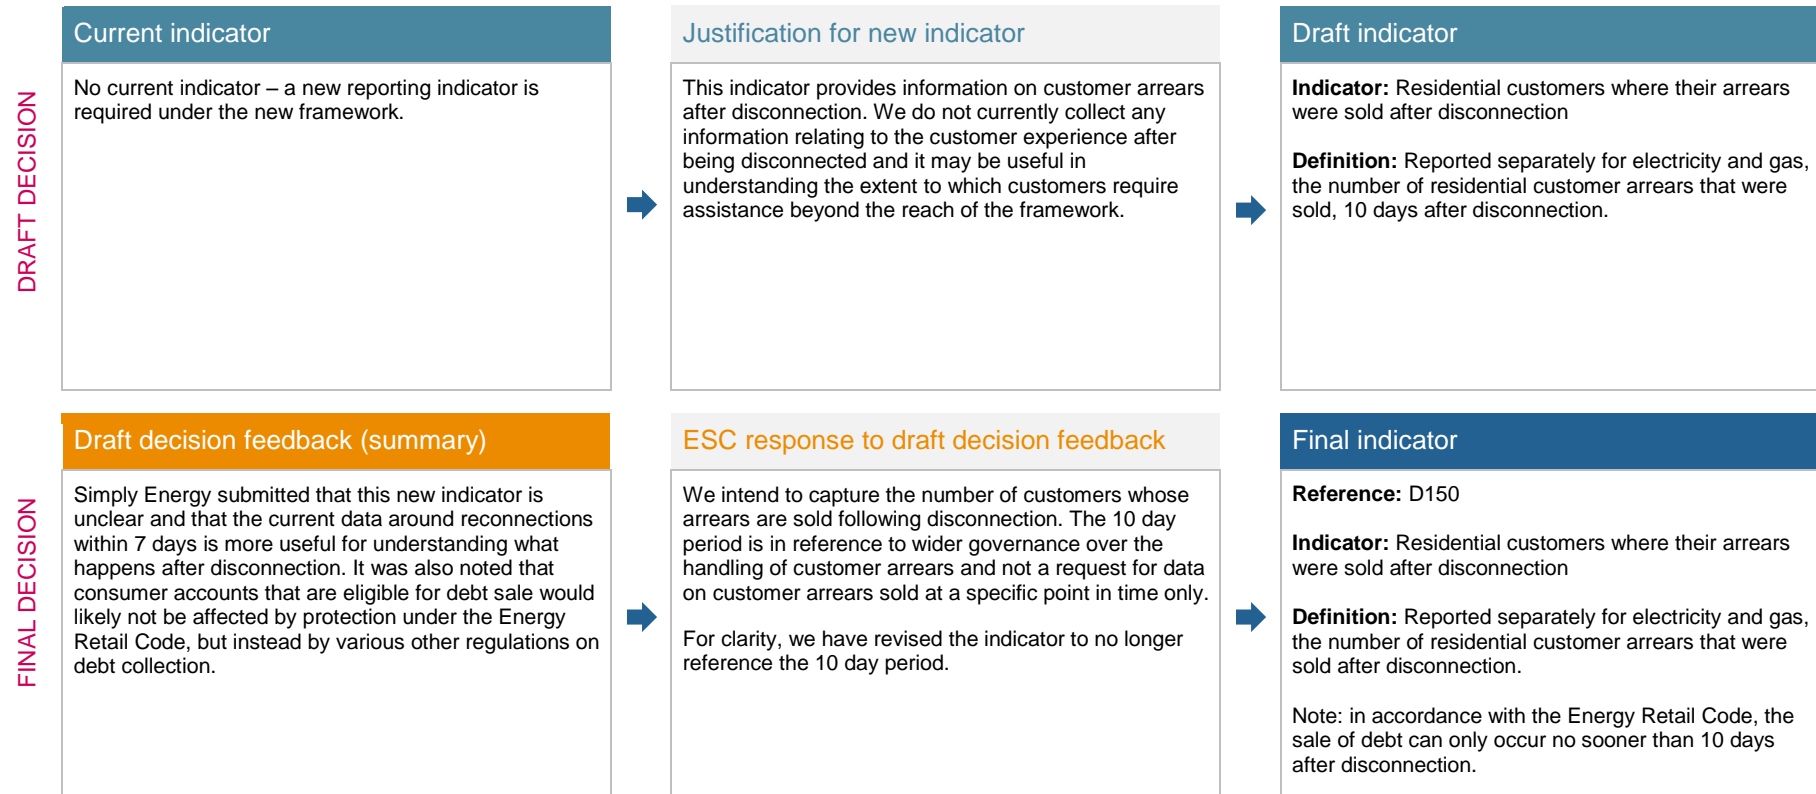 DRAFT DECISION
Current indicator
No current indicator – a new reporting indicator is
required under the new framework.
Justification for new indicator
This indicator provides information on customer arrears
after disconnection. We do not currently collect any
information relating to the customer experience after
being disconnected and it may be useful in
understanding the extent to which customers require
assistance beyond the reach of the framework.
Draft indicator
Indicator: Residential customers where their arrears
were sold after disconnection
Definition: Reported separately for electricity and gas,
the number of residential customer arrears that were
sold, 10 days after disconnection.
FINAL DECISION
Draft decision feedback (summary)
Simply Energy submitted that this new indicator is
unclear and that the current data around reconnections
within 7 days is more useful for understanding what
happens after disconnection. It was also noted that
consumer accounts that are eligible for debt sale would
likely not be affected by protection under the Energy
Retail Code, but instead by various other regulations on
debt collection.
ESC response to draft decision feedback
We intend to capture the number of customers whose
arrears are sold following disconnection. The 10 day
period is in reference to wider governance over the
handling of customer arrears and not a request for data
on customer arrears sold at a specific point in time only.
For clarity, we have revised the indicator to no longer
reference the 10 day period.
Final indicator
Reference: D150
Indicator: Residential customers where their arrears
were sold after disconnection
Definition: Reported separately for electricity and gas,
the number of residential customer arrears that were
sold after disconnection.
Note: in accordance with the Energy Retail Code, the
sale of debt can only occur no sooner than 10 days
after disconnection.